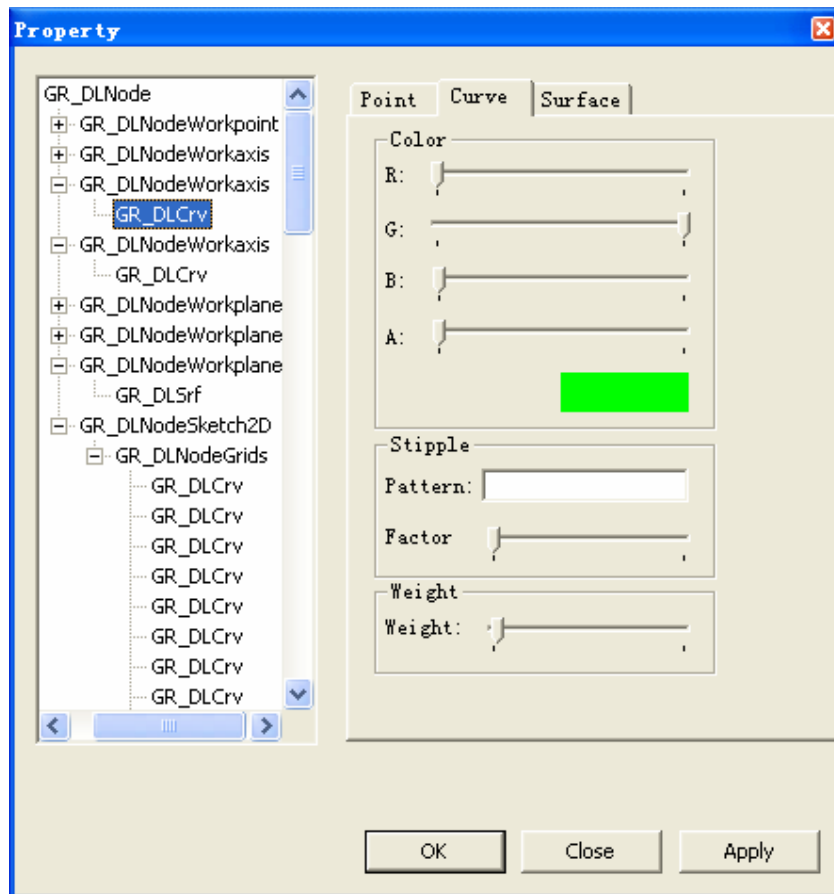 Property
GR_DLNode
GR_DLNodeWorkpoint
GR_DLNodeWorkaxis
GR_DLNodeWorkaxis
GR_DLCrv
GR_DLNodeWorkaxis
GR_DLCrv
GR_DLNodeWorkplane
GR_DLNodeWorkplane
GR_DLNodeWorkplane
GR_DLSrf
GR_DLNodeSketch2D
GR_DLNodeGrids
GR_DLCrv
GR_DLCrv
GR_DLCrv
GR_DLCrv
GR_DLCrv
GR_DLCrv
GR_DLCrv
GR_DLCrv
Point Curve Surface
Color
R:
G:
B:
A:
Stipple
Pattern:
Factor
Weight
Weight:
OK Close Apply